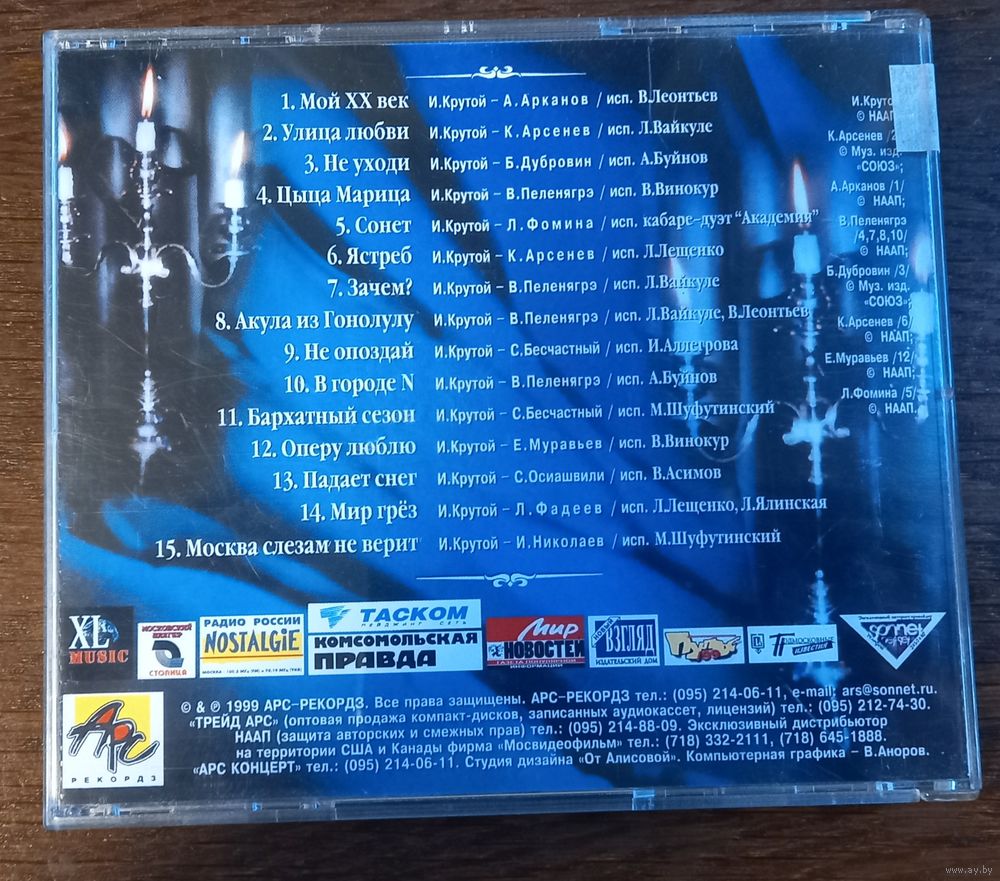 1. Мой XX век И.Крутой – А.Арканов / исп. В.Леонтьев
2. Улица любви И.Крутой – К.Арсенев / исп. Л.Вайкуле
3. Не уходи И.Крутой – Б.Дубровин / исп. А.Буйнов
4. Цыца Марица И.Крутой – В.Пеленягрэ / исп. В.Винокур
5. Сонет И.Крутой – Л.Фомина / исп. кабаре-дуэт "Академия"
6. Ястреб И.Крутой – К.Арсенев / исп. Л.Лещенко
7. Зачем? И.Крутой – В.Пеленягрэ / исп. Л.Вайкуле
8. Акула из Гонолулу И.Крутой – В.Пеленягрэ / исп. Л.Вайкуле, В.Леонтьев
9. Не опоздай И.Крутой – С.Бесчастный / исп. И.Аллегрова
10. В городе N И.Крутой – В.Пеленягрэ / исп. А.Буйнов
11. Бархатный сезон И.Крутой – С.Бесчастный / исп. М.Шуфутинский
12. Оперу люблю И.Крутой – Е.Муравьев / исп. В.Винокур
13. Падает снег И.Крутой – С.Осиашвили / исп. В.Асимов
14. Мир грёз И.Крутой – Л.Фадеев / исп. Л.Лещенко, Л.Ялинская
15. Москва слезам не верит И.Крутой – И.Николаев / исп. М.Шуфутинский
© НААП
К.Арсенев
© Муз. изд.
"СОЮЗ";
А.Арканов /1/
© НААП;
В.Пеленягрэ
/4,7,8,10/
© НААП;
Б.Дубровин /3/
© Муз. изд.
"СОЮЗ";
К.Арсенев /6/
© НААП;
Е.Муравьев /12/
© НААП;
Л.Фомина /5/
© НААП.
XL
MUSIC
СТОЛИЦА
РАДИО РОССИИ
NOSTALGIE
ТАСКОМ
ПЕЙДЖИНГ СЕТЬ
КОМСОМОЛЬСКАЯ
ПРАВДА
Мир
НОВОСТЕЙ
ВЗГЛЯД
ИЗДАТЕЛЬСКИЙ ДОМ
ПОДМОСКОВНЫЕ
ИЗВЕСТИЯ
sonnet
© & ℗ 1999 АРС–РЕКОРДЗ. Все права защищены. АРС–РЕКОРДЗ тел.: (095) 214-06-11, e-mail: ars@sonnet.ru.
«ТРЕЙД АРС» (оптовая продажа компакт-дисков, записанных аудиокассет, лицензий) тел.: (095) 212-74-30.
НААП (защита авторских и смежных прав) тел.: (095) 214-88-09. Эксклюзивный дистрибьютор
на территории США и Канады фирма «Мосвидеофильм» тел.: (718) 332-2111, (718) 645-1888.
«АРС КОНЦЕРТ» тел.: (095) 214-06-11. Студия дизайна «От Алисовой». Компьютерная графика – В.Аноров.
Арс
РЕКОРДЗ
www.ay.by